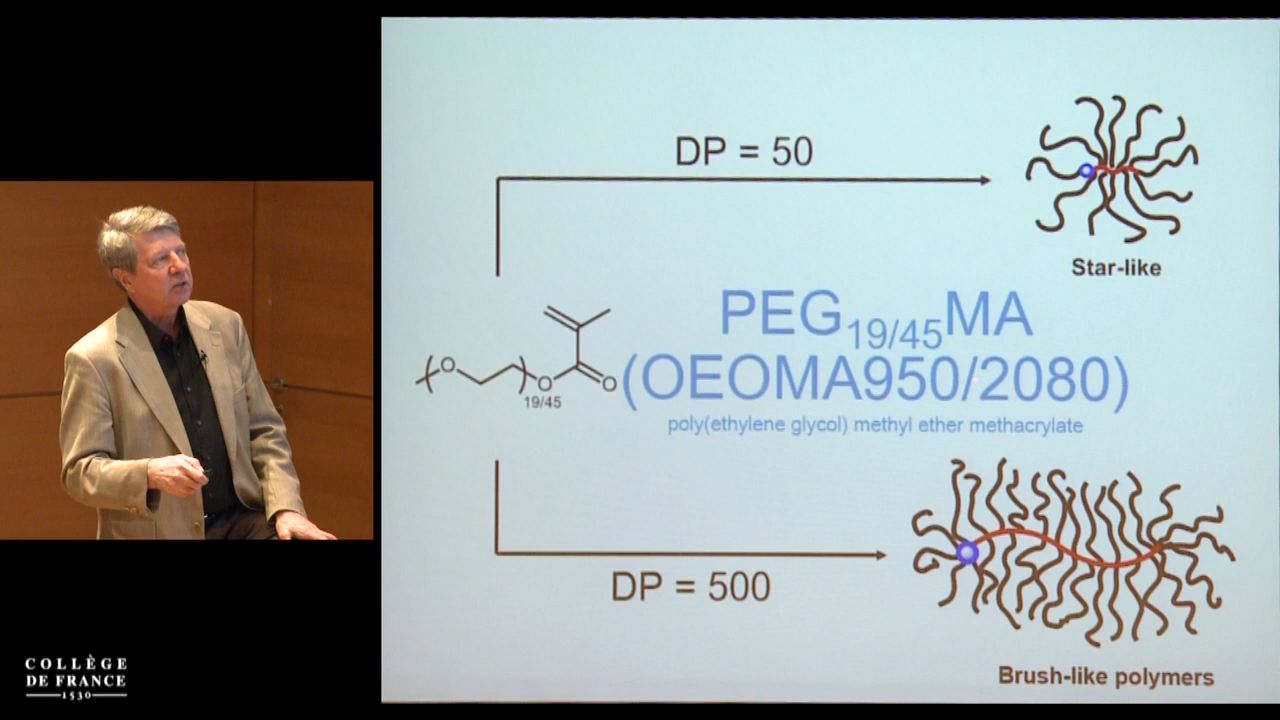 DP = 50
Star-like
PEG19/45MA
(OEOMA950/2080)
poly(ethylene glycol) methyl ether methacrylate
O
O
O
19/45
DP = 500
Brush-like polymers
COLLÈGE
DE FRANCE
1530